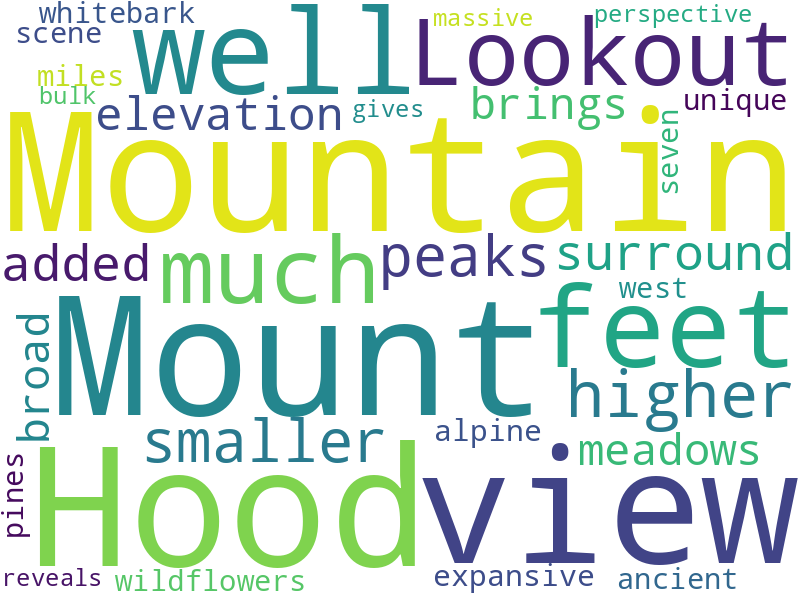 whitebark
well
massive
perspective
scene
Lookout
miles
bulk
elevation
gives
brings
unique
Mountain
seven
added
much
peaks
surround
west
broad
Mount
feet
higher
smaller
alpine
meadows
pines
Hood
view
reveals
wildflowers
expansive
ancient